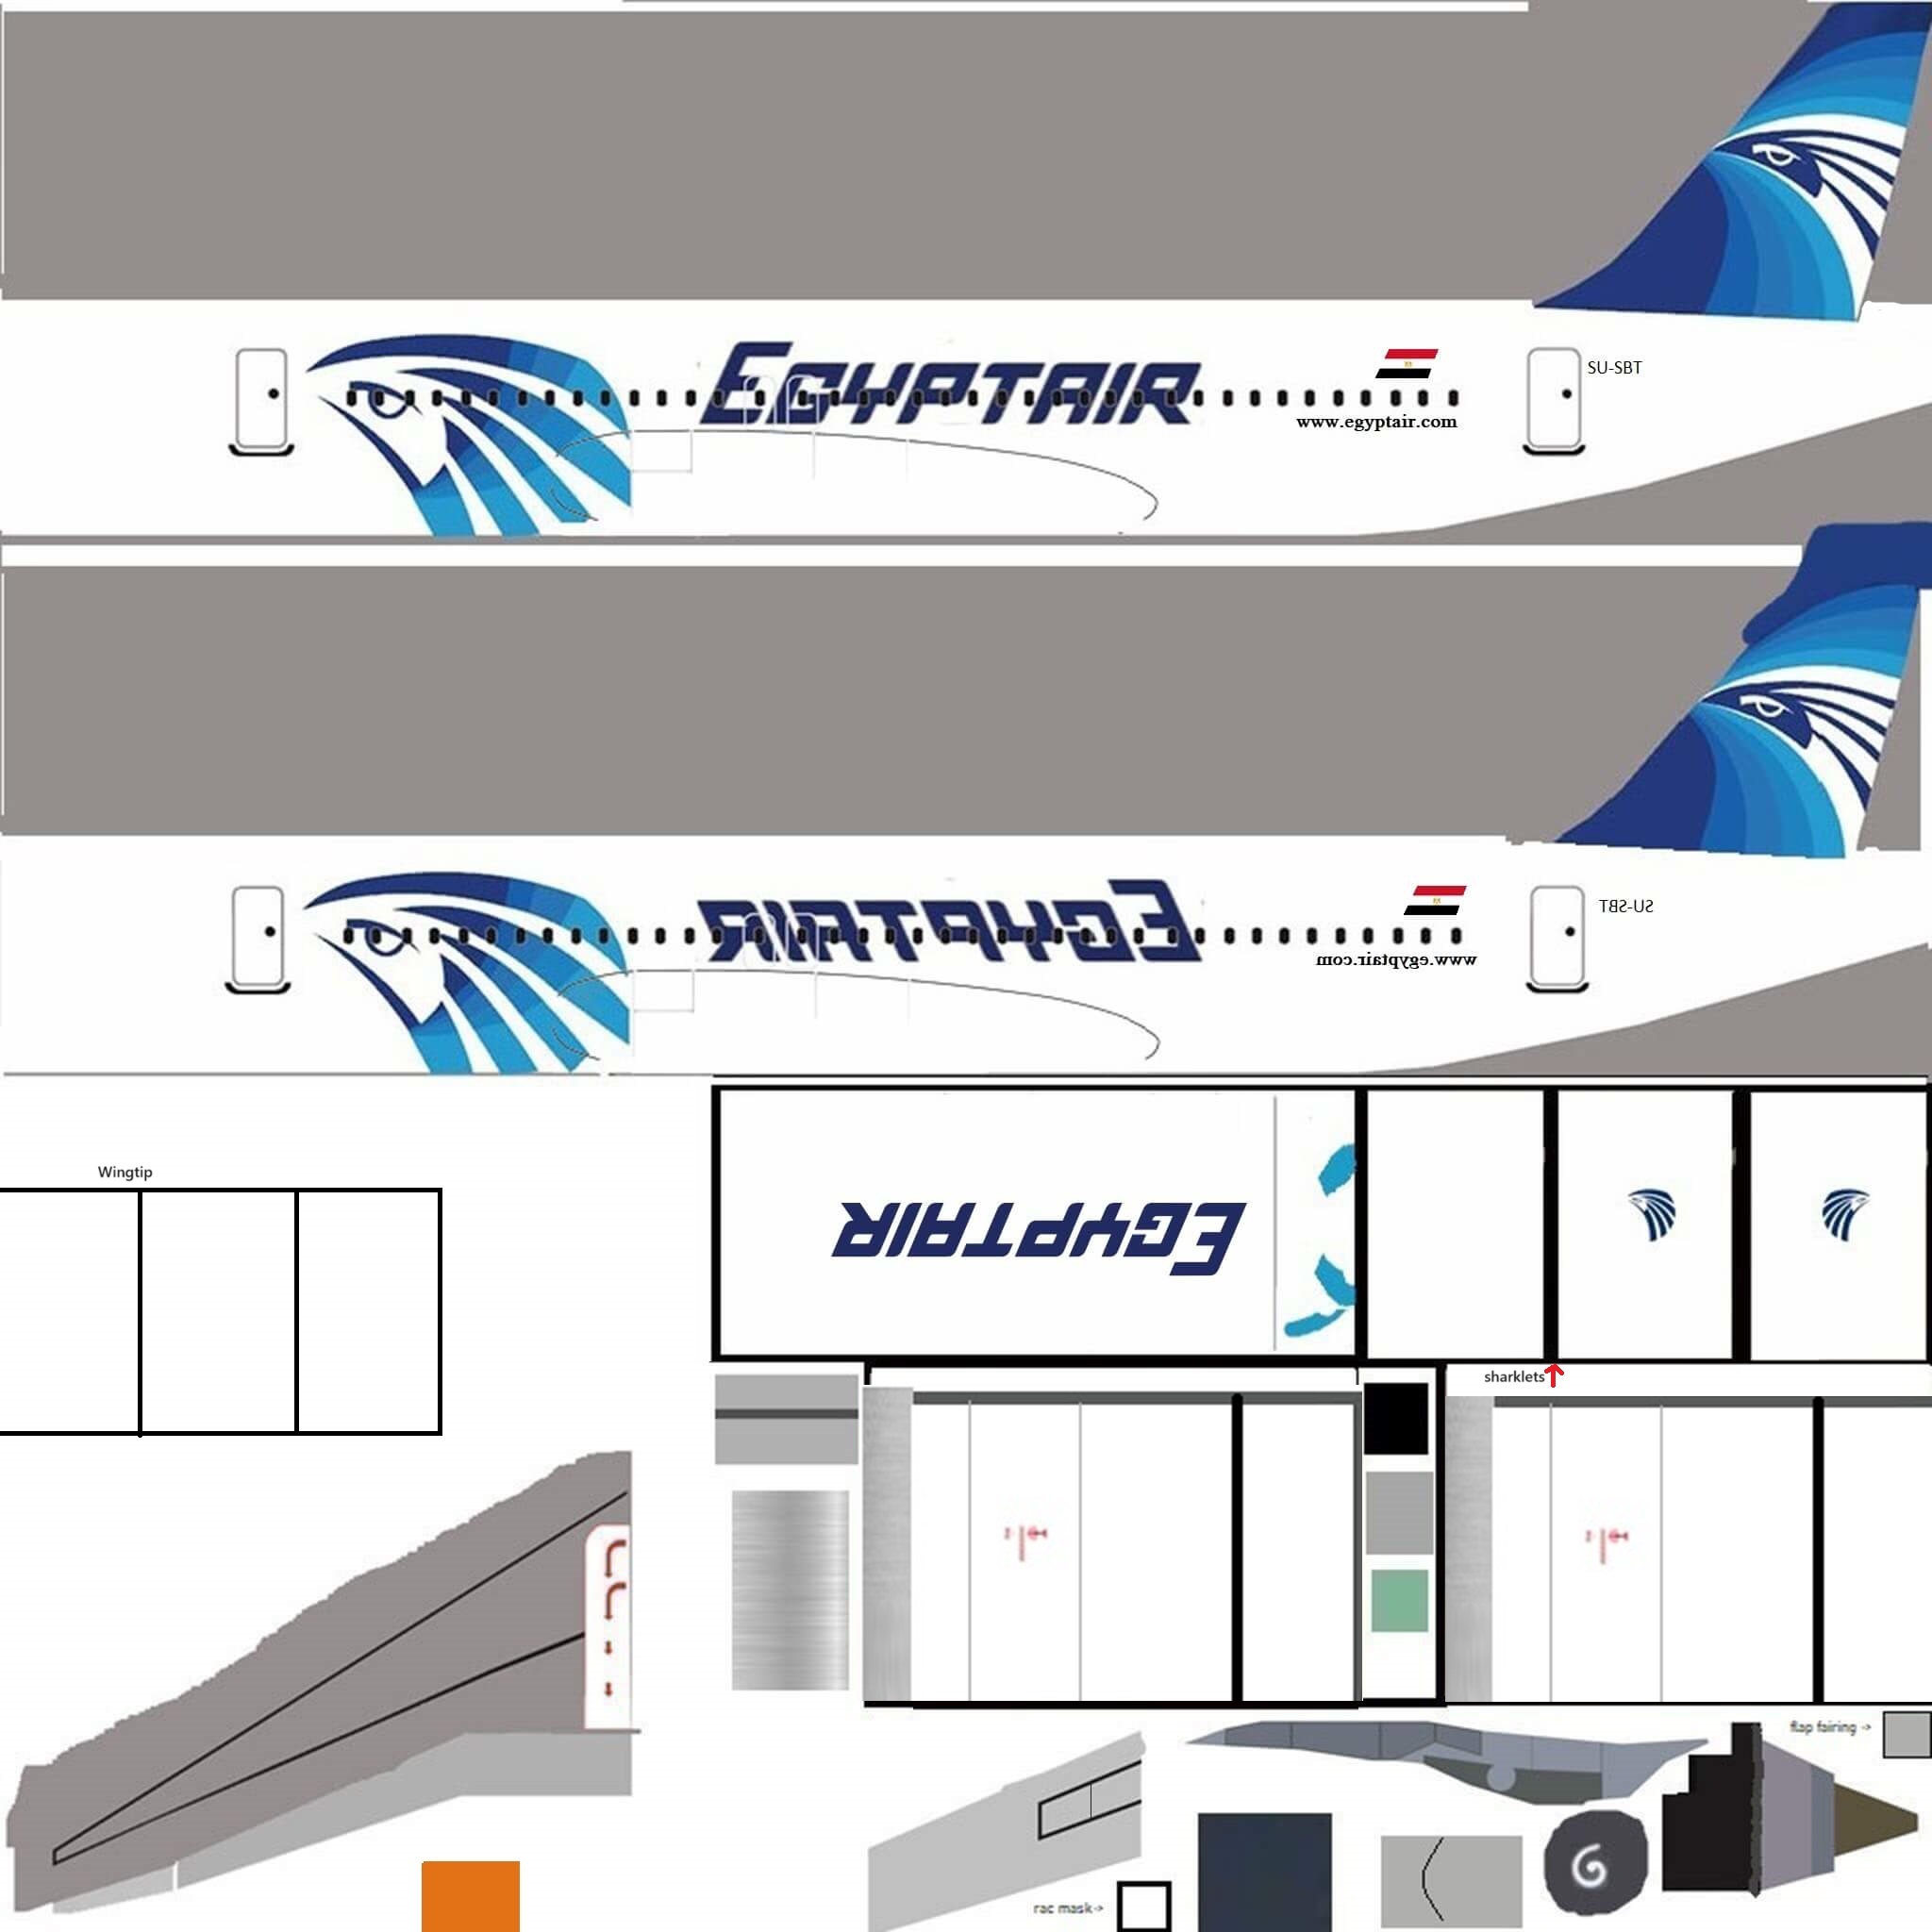 EGYPTAIR
SU-SBT
www.egyptair.com
EGYPTAIR
SU-SBT
www.egyptair.com
Wingtip
EGYPTAIR
sharklets
flap fairing ->
rac mask->